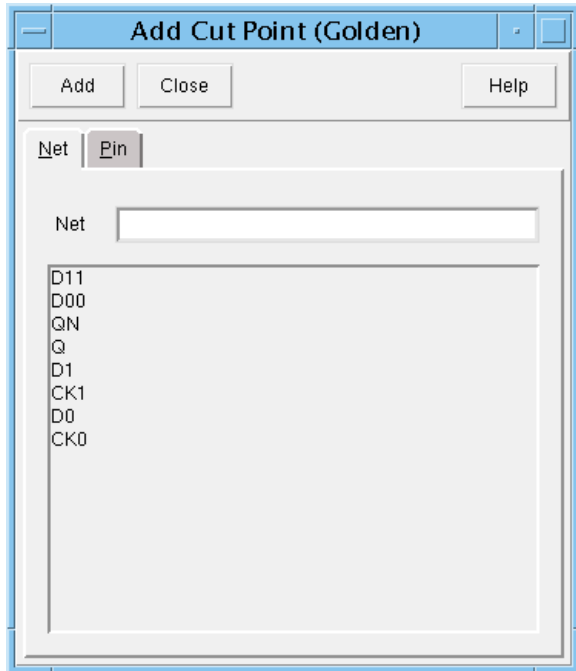 Add Cut Point (Golden)
Add Close Help
Net Pin
Net
D11
D00
QN
Q
D1
CK1
D0
CK0